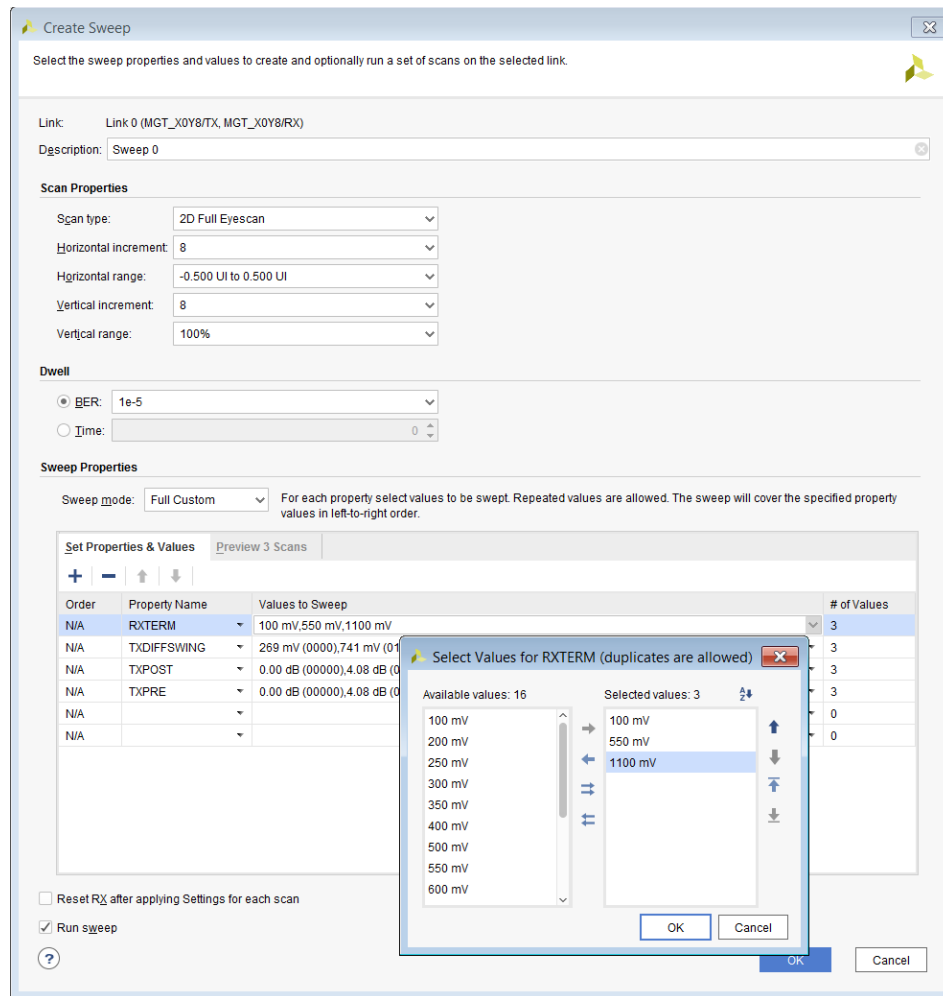 Create Sweep
Select the sweep properties and values to create and optionally run a set of scans on the selected link.
Link: Link 0 (MGT_X0Y8/TX, MGT_X0Y8/RX)
Description: Sweep 0
Scan Properties
Scan type: 2D Full Eyescan
Horizontal increment: 8
Horizontal range: -0.500 UI to 0.500 UI
Vertical increment: 8
Vertical range: 100%
Dwell
BER: 1e-5
Time: 0
Sweep Properties
Sweep mode: Full Custom For each property select values to be swept. Repeated values are allowed. The sweep will cover the specified property
values in left-to-right order.
Set Properties & Values Preview 3 Scans
Order Property Name Values to Sweep # of Values
N/A RXTERM 100 mV,550 mV,1100 mV 3
N/A TXDIFFSWING 269 mV (0000),741 mV (01 3
N/A TXPOST 0.00 dB (00000),4.08 dB (0 3
N/A TXPRE 0.00 dB (00000),4.08 dB (0 3
N/A 0
N/A 0
Select Values for RXTERM (duplicates are allowed)
Available values: 16 Selected values: 3
100 mV 100 mV
200 mV 550 mV
250 mV 1100 mV
300 mV
350 mV
400 mV
500 mV
550 mV
600 mV
OK Cancel
Reset RX after applying Settings for each scan
Run sweep
? OK Cancel